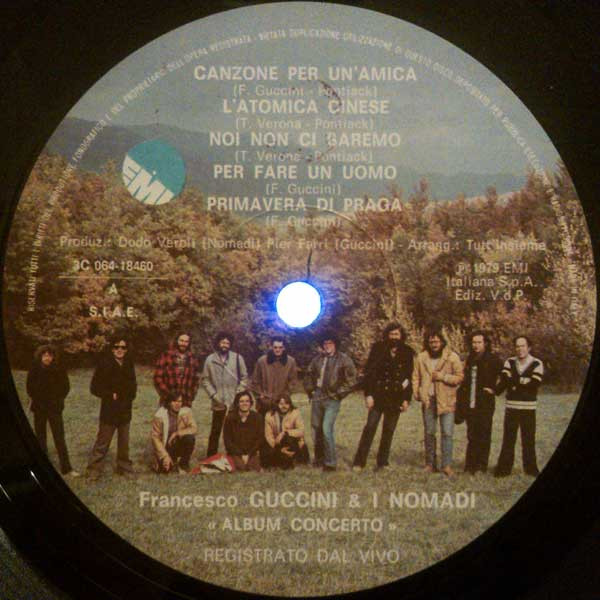 CANZONE PER UN'AMICA
(F. Guccini - Pontiack)
L'ATOMICA CINESE
(T. Verona - Pontiack)
NOI NON CI SAREMO
(T. Verona - Pontiack)
PER FARE UN UOMO
(F. Guccini)
PRIMAVERA DI PRAGA
(F. Guccini)
EMI
Produz.: Dodo Veroli (Nomadi) Pier Farri (Guccini) - Arrang.: Tutt'Insieme
3C 064-18460
A
S.I.A.E.
P 1979 EMI
Italiana S.p.A.
Ediz. V.d.P.
Francesco GUCCINI & I NOMADI
« ALBUM CONCERTO »
REGISTRATO DAL VIVO